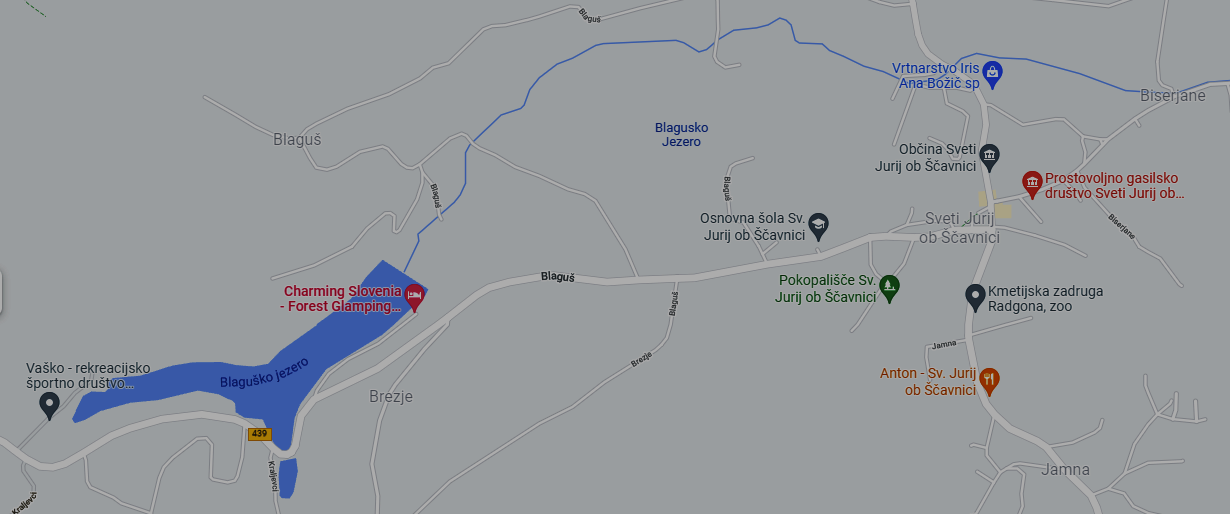 Blaguš
Vrtnarstvo Iris
Ana Božič sp
Biserjane
Blagusko
Jezero
Blaguš
Občina Sveti
Jurij ob Ščavnici
Prostovoljno gasilsko
društvo Sveti Jurij ob...
Blaguš
Blaguš
Osnovna šola Sv.
Jurij ob Ščavnici
Sveti Jurij
ob Ščavnici
Biserjane
Blaguš
Pokopališče Sv.
Jurij ob Ščavnici
Charming Slovenia
- Forest Glamping...
Kmetijska zadruga
Radgona, zoo
Blaguš
Jamna
Brezje
Vaško - rekreacijsko
športno društvo...
Blaguško jezero
Anton - Sv. Jurij
ob Ščavnici
Brezje
439
Kraljevci
Jamna
Kraljevci